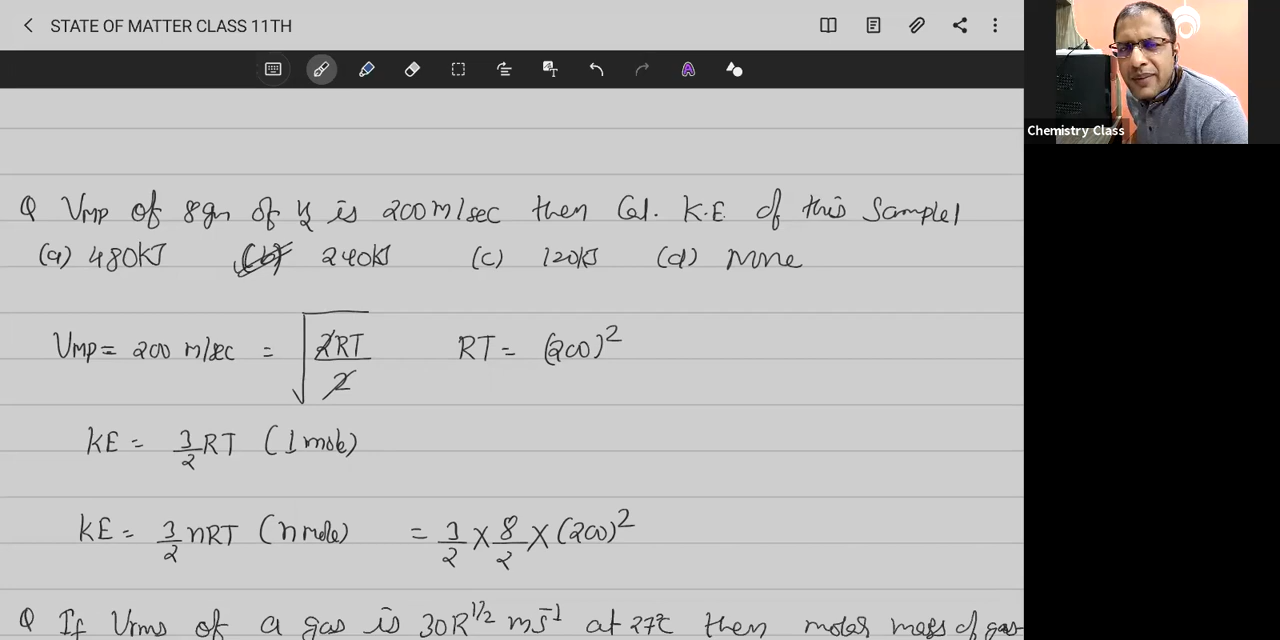 STATE OF MATTER CLASS 11TH
Chemistry Class
Q VMP of 8gm of H2 is 200 m/sec then Cal. K.E. of this Sample|
(a) 480KJ (b) 240KJ (c) 120KJ (d) None
VMP = 200 m/sec = √2RT/2 RT = (200)²
KE = 3/2 RT (1 mole)
KE = 3/2 nRT (n mole) = 3/2 × 8/2 × (200)²
Q If Vrms of a gas is 30R^1/2 ms⁻¹ at 27℃ then molar mass of gas